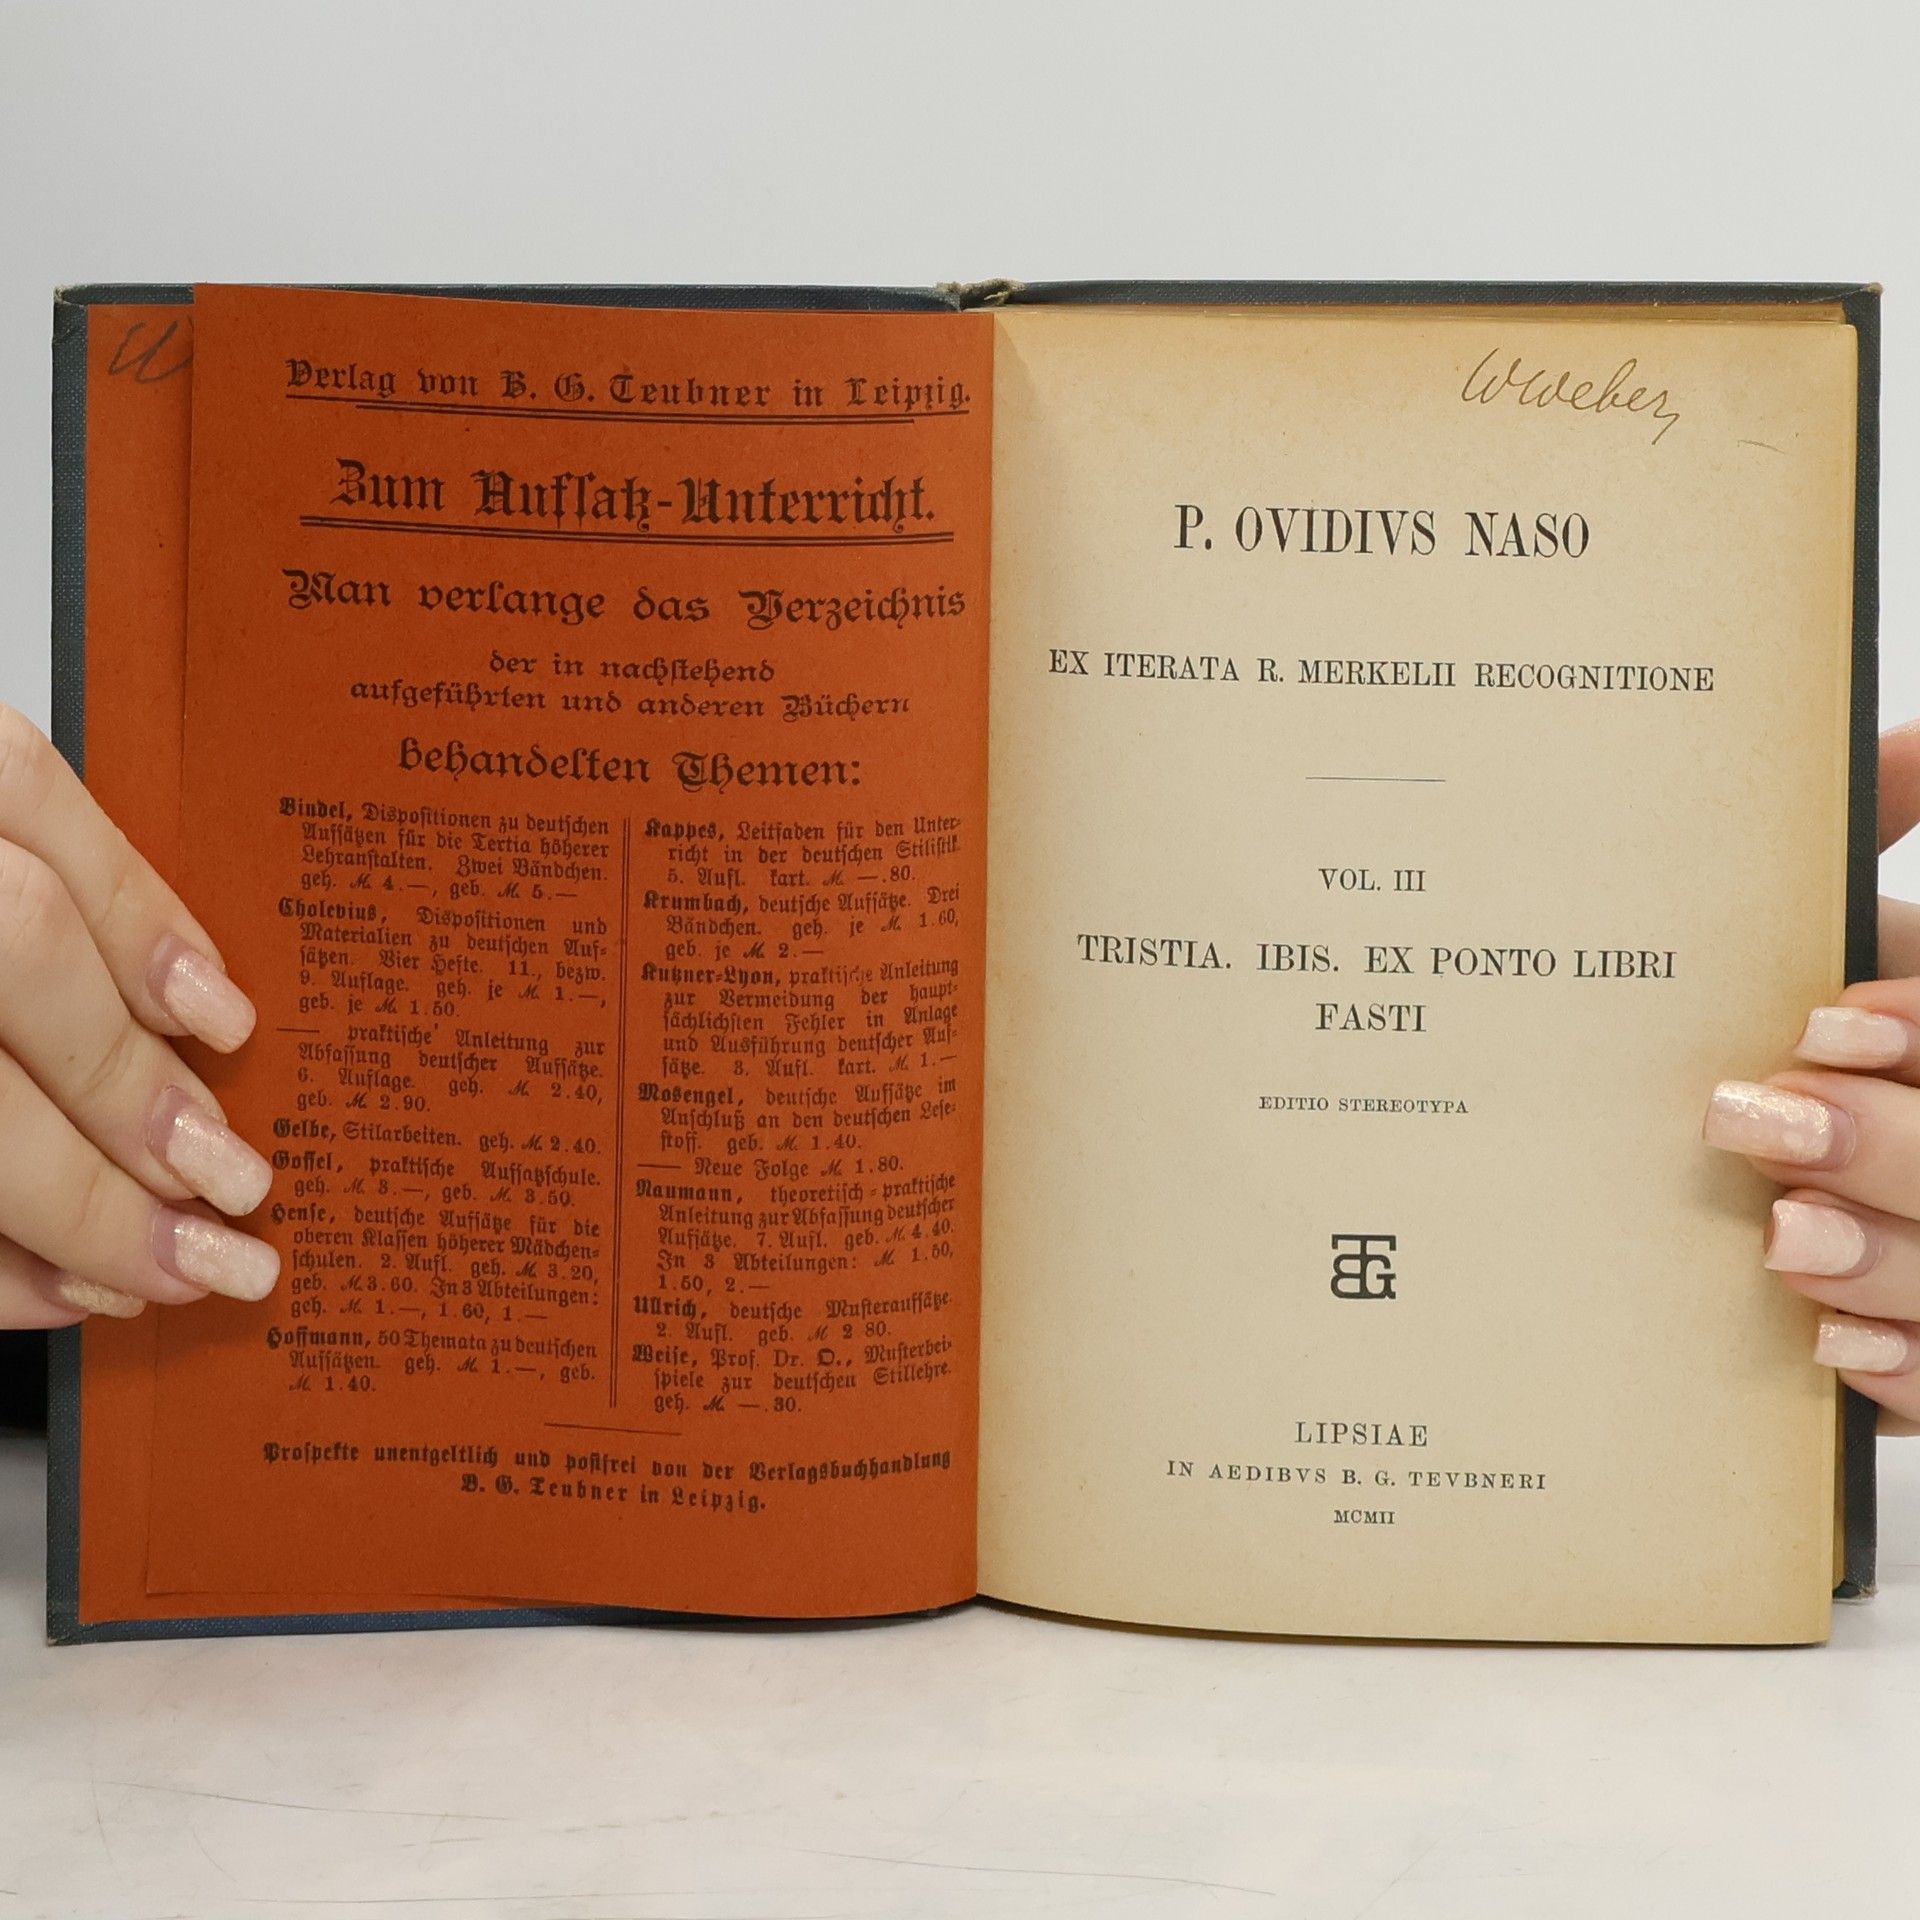 W
Verlag von B. G. Teubner in Leipzig.
Zum Aufsatz-Unterricht.
Man verlange das Verzeichnis
der in nachstehend
aufgeführten und anderen Büchern
behandelten Themen:
Bindel, Dispositionen zu deutschen
Aufsätzen für die Tertia höherer
Lehranstalten. Zwei Bändchen.
geh. M. 4.—, geb. M. 5.—
Cholevius, Dispositionen und
Materialien zu deutschen Auf-
sätzen. Vier Hefte. 11., bezw.
9. Auflage. geh. je M. 1.—,
geb. je M. 1.50.
—— praktische Anleitung zur
Abfassung deutscher Aufsätze.
6. Auflage. geh. M. 2.40,
geb. M. 2.90.
Gelbe, Stilarbeiten. geh. M. 2.40.
Goffel, praktische Aufsatzschule.
geh. M. 3.—, geb. M. 3.50.
Hense, deutsche Aufsätze für die
oberen Klassen höherer Mädchen-
schulen. 2. Aufl. geh. M. 3.20,
geb. M. 3.60. In 3 Abteilungen:
geh. M. 1.—, 1.60, 1.—
Hoffmann, 50 Themata zu deutschen
Aufsätzen. geh. M. 1.—, geb.
M. 1.40.
Kappes, Leitfaden für den Unter-
richt in der deutschen Stilistik.
5. Aufl. kart. M. —.80.
Krumbach, deutsche Aufsätze. Drei
Bändchen. geh. je M. 1.60,
geb. je M. 2.—
Kutzner-Lyon, praktische Anleitung
zur Vermeidung der haupt-
sächlichsten Fehler in Anlage
und Ausführung deutscher Auf-
sätze. 3. Aufl. kart. M. 1.—
Mosengel, deutsche Aufsätze im
Anschluß an den deutschen Lese-
stoff. geb. M. 1.40.
—— Neue Folge M. 1.80.
Naumann, theoretisch-praktische
Anleitung zur Abfassung deutscher
Aufsätze. 7. Aufl. geb. M. 4.40.
In 3 Abteilungen: M. 1.50,
1.50, 2.—
Ullrich, deutsche Musteraufsätze.
2. Aufl. geb. M 2 80.
Weise, Prof. Dr. O., Musterbei-
spiele zur deutschen Stillehre.
geh. M. —.30.
Prospekte unentgeltlich und postfrei von der Verlagsbuchhandlung
B. G. Teubner in Leipzig.
WWeber
P. OVIDIVS NASO
EX ITERATA R. MERKELII RECOGNITIONE
VOL. III
TRISTIA. IBIS. EX PONTO LIBRI
FASTI
EDITIO STEREOTYPA
BTG
LIPSIAE
IN AEDIBVS B. G. TEVBNERI
MCMII